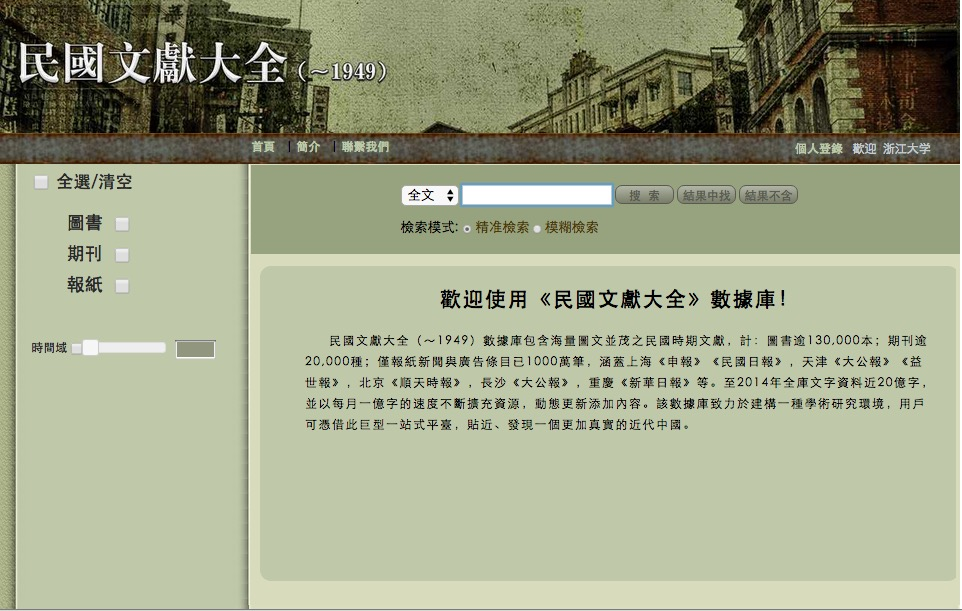 民國文獻大全（～1949）
首頁 | 簡介 | 聯繫我們
個人登錄 歡迎 浙江大学
全選/清空
圖書
期刊
報紙
時間域
全文 搜 索 結果中找 結果不含
檢索模式: 精准檢索 模糊檢索
歡迎使用《民國文獻大全》數據庫！
民國文獻大全（～1949）數據庫包含海量圖文並茂之民國時期文獻，計：圖書逾130,000本；期刊逾
20,000種；僅報紙新聞與廣告條目已1000萬筆，涵蓋上海《申報》《民國日報》，天津《大公報》《益
世報》，北京《順天時報》，長沙《大公報》，重慶《新華日報》等。至2014年全庫文字資料近20億字，
並以每月一億字的速度不斷擴充資源，動態更新添加內容。該數據庫致力於建構一種學術研究環境，用戶
可憑借此巨型一站式平臺，貼近、發現一個更加真實的近代中國。